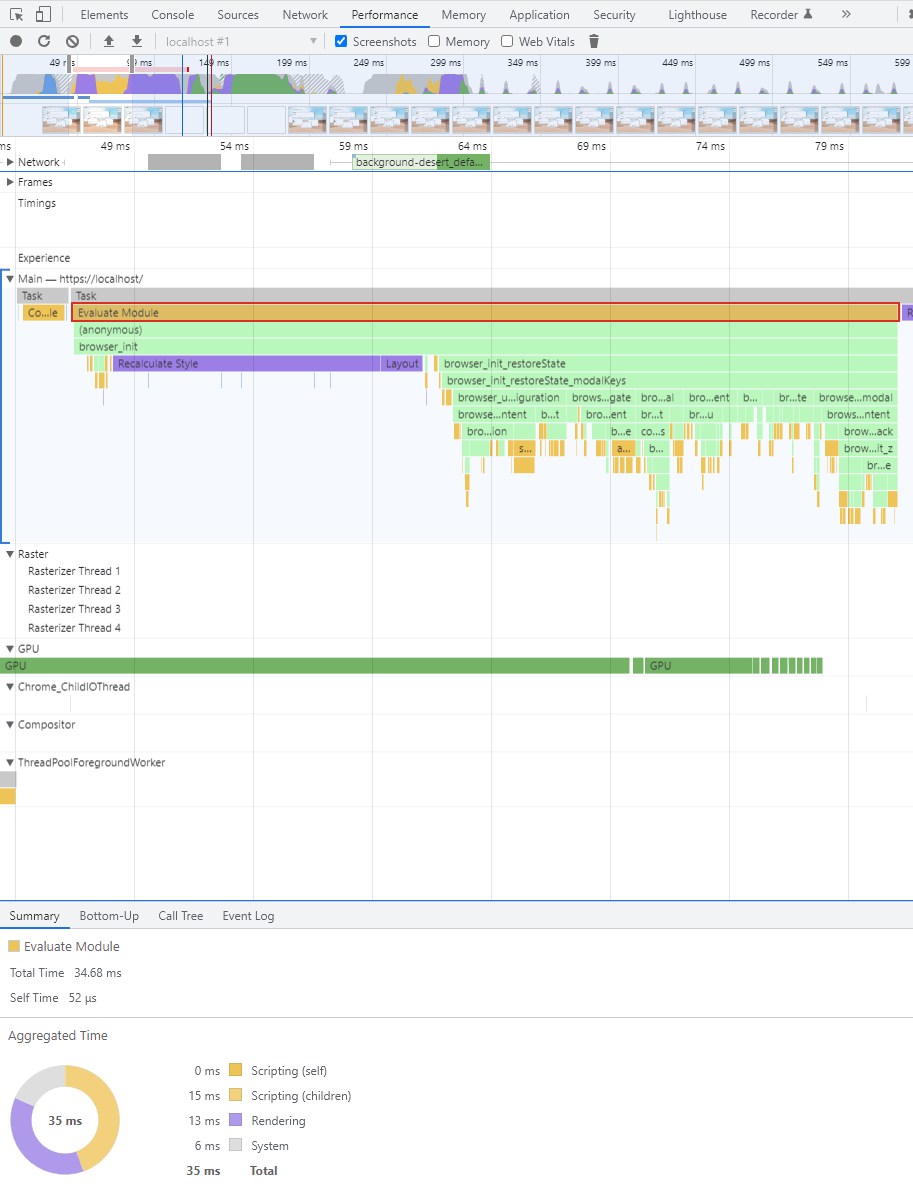 Elements Console Sources Network Performance Memory Application Security Lighthouse Recorder »
localhost #1 ▼ Screenshots Memory Web Vitals
49 ms 99 ms 149 ms 199 ms 249 ms 299 ms 349 ms 399 ms 449 ms 499 ms 549 ms 599
ms 49 ms 54 ms 59 ms 64 ms 69 ms 74 ms 79 ms
Network background-desert_defa...
Frames
Timings
Experience
Main — https://localhost/
Task Task
Co...le Evaluate Module R
(anonymous)
browser_init
Recalculate Style Layout browser_init_restoreState
browser_init_restoreState_modalKeys
browser_u...iguration brows...gate bro...al bro...ent b... br...te browse...modal
browse...ntent b...t bro...ent br...t br...u brows...ntent
bro...ion b...e co...s brow...ack
s... a... b... brow...it_z
br...e
Raster
Rasterizer Thread 1
Rasterizer Thread 2
Rasterizer Thread 3
Rasterizer Thread 4
GPU
GPU GPU
Chrome_ChildIOThread
Compositor
ThreadPoolForegroundWorker
Summary Bottom-Up Call Tree Event Log
Evaluate Module
Total Time 34.68 ms
Self Time 52 μs
Aggregated Time
0 ms Scripting (self)
15 ms Scripting (children)
35 ms 13 ms Rendering
6 ms System
35 ms Total